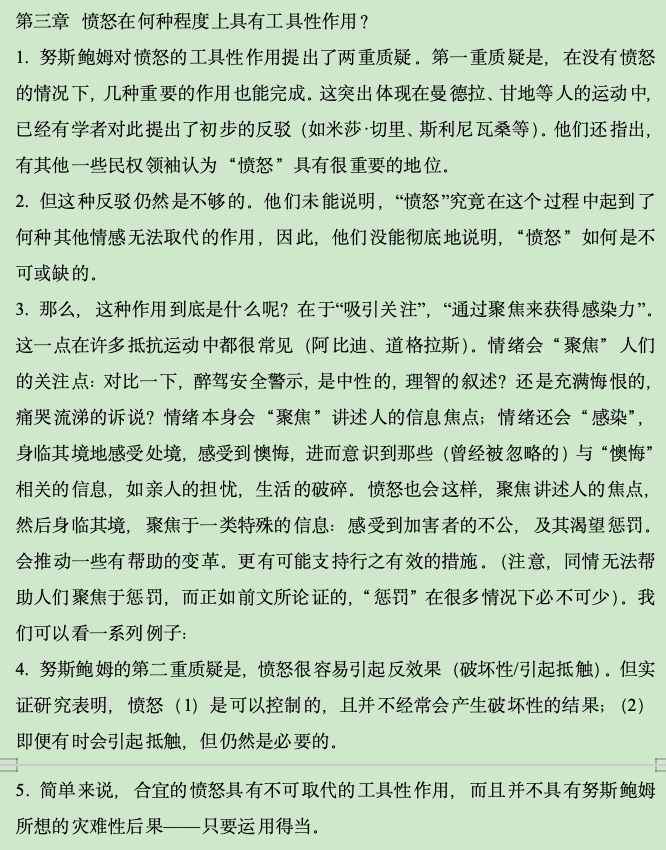 第三章 愤怒在何种程度上具有工具性作用？
1. 努斯鲍姆对愤怒的工具性作用提出了两重质疑。第一重质疑是，在没有愤怒
的情况下，几种重要的作用也能完成。这突出体现在曼德拉、甘地等人的运动中，
已经有学者对此提出了初步的反驳（如米莎·切里、斯利尼瓦桑等）。他们还指出，
有其他一些民权领袖认为“愤怒”具有很重要的地位。
2. 但这种反驳仍然是不够的。他们未能说明，“愤怒”究竟在这个过程中起到了
何种其他情感无法取代的作用，因此，他们没能彻底地说明，“愤怒”如何是不
可或缺的。
3. 那么，这种作用到底是什么呢？在于“吸引关注”，“通过聚焦来获得感染力”。
这一点在许多抵抗运动中都很常见（阿比迪、道格拉斯）。情绪会“聚焦”人们
的关注点：对比一下，醉驾安全警示，是中性的，理智的叙述？还是充满悔恨的，
痛哭流涕的诉说？情绪本身会“聚焦”讲述人的信息焦点；情绪还会“感染”，
身临其境地感受处境，感受到懊悔，进而意识到那些（曾经被忽略的）与“懊悔”
相关的信息，如亲人的担忧，生活的破碎。愤怒也会这样，聚焦讲述人的焦点，
然后身临其境，聚焦于一类特殊的信息：感受到加害者的不公，及其渴望惩罚。
会推动一些有帮助的变革。更有可能支持行之有效的措施。（注意，同情无法帮
助人们聚焦于惩罚，而正如前文所论证的，“惩罚”在很多情况下必不可少）。我
们可以看一系列例子：
4. 努斯鲍姆的第二重质疑是，愤怒很容易引起反效果（破坏性/引起抵触）。但实
证研究表明，愤怒（1）是可以控制的，且并不经常会产生破坏性的结果；（2）
即便有时会引起抵触，但仍然是必要的。
5. 简单来说，合宜的愤怒具有不可取代的工具性作用，而且并不具有努斯鲍姆
所想的灾难性后果——只要运用得当。